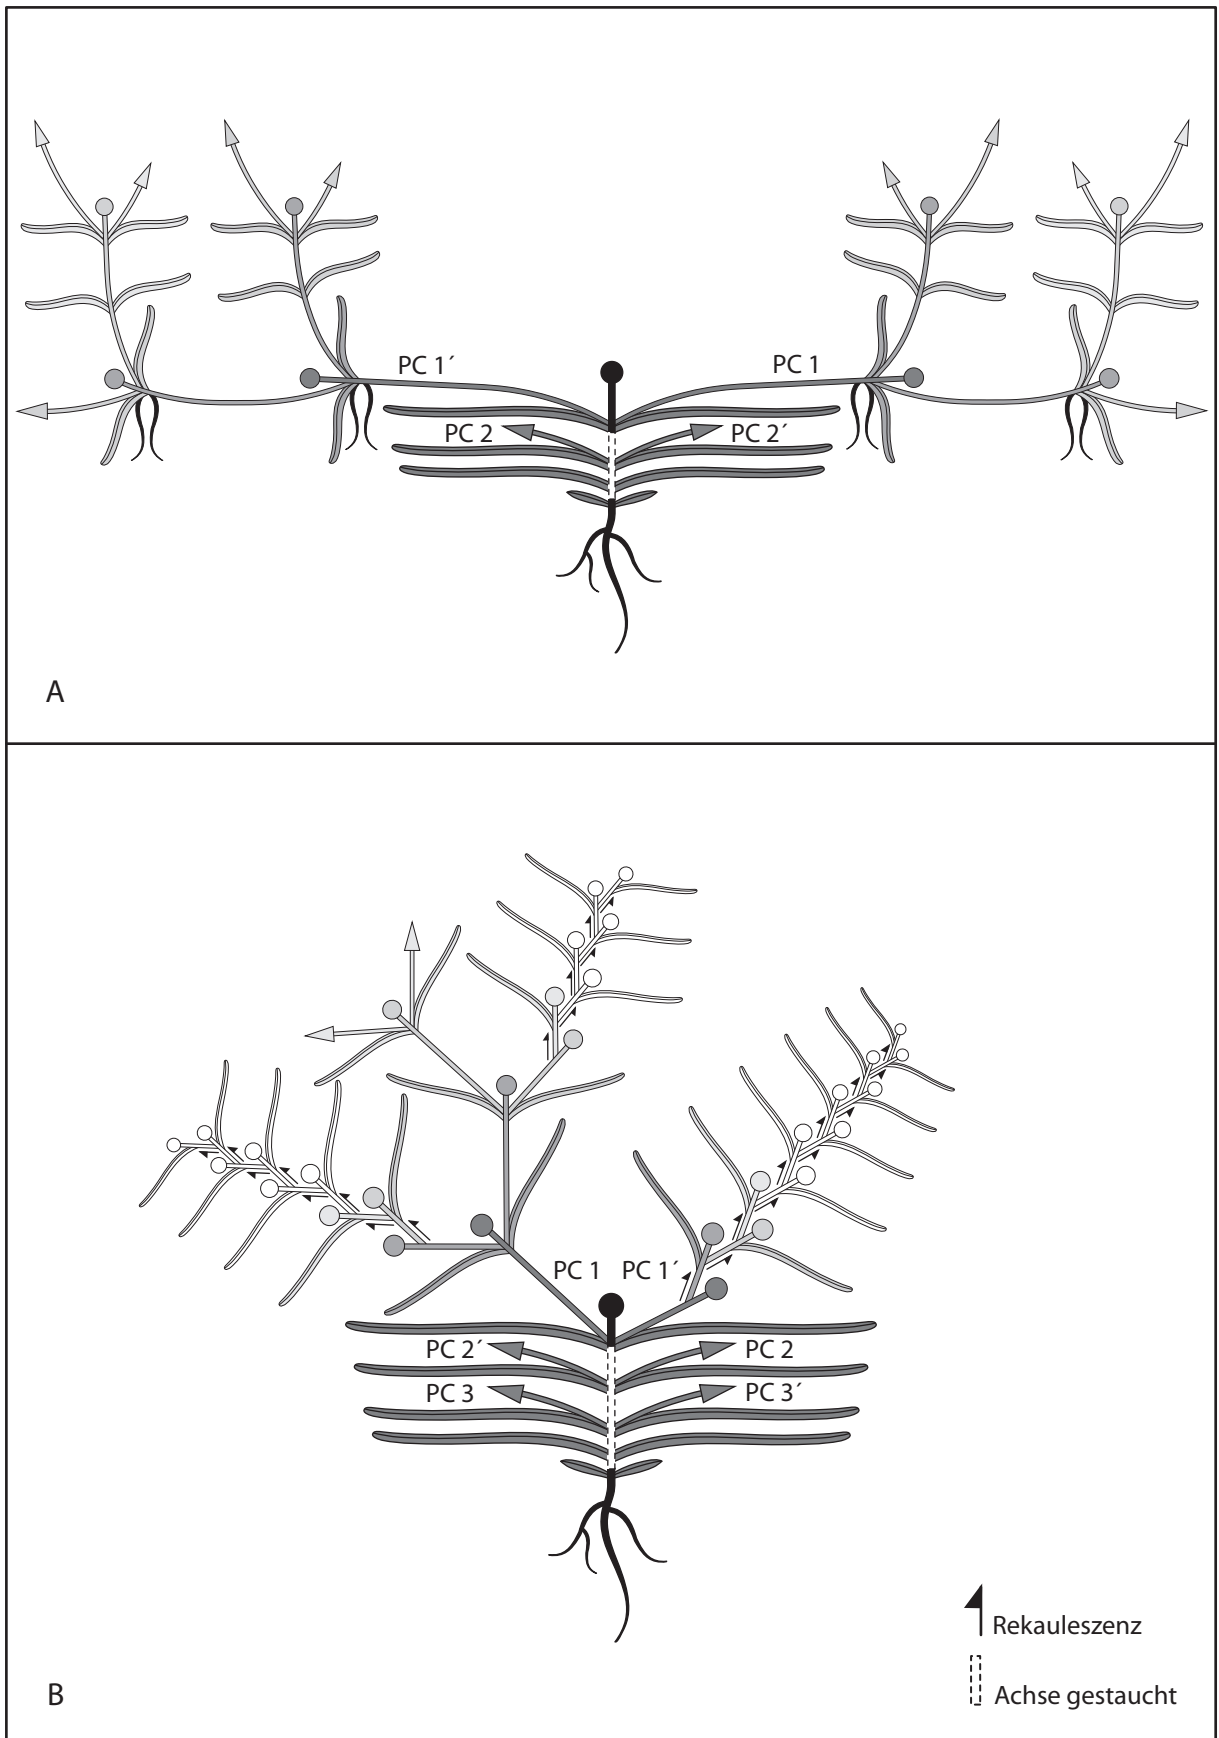 PC 1´
PC 1
PC 2
PC 2´
A
PC 1
PC 1´
PC 2´
PC 2
PC 3
PC 3´
Rekauleszenz
B
Achse gestaucht